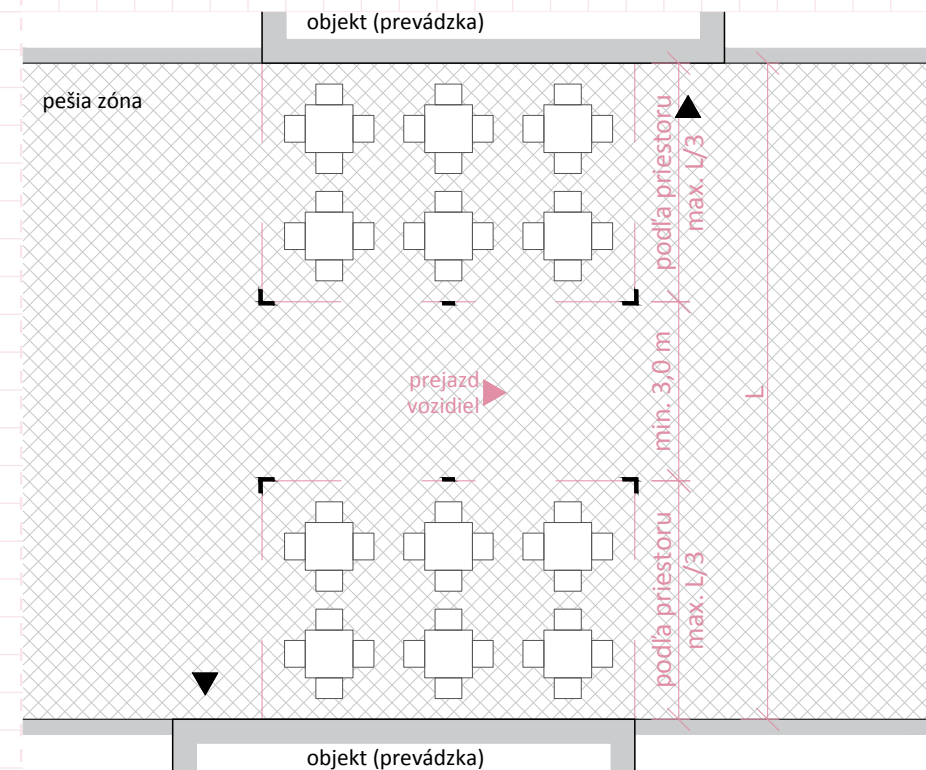 objekt (prevádzka)
pešia zóna
podľa priestoru
max. L/3
prejazd
vozidiel
min. 3,0 m
L
podľa priestoru
max. L/3
objekt (prevádzka)